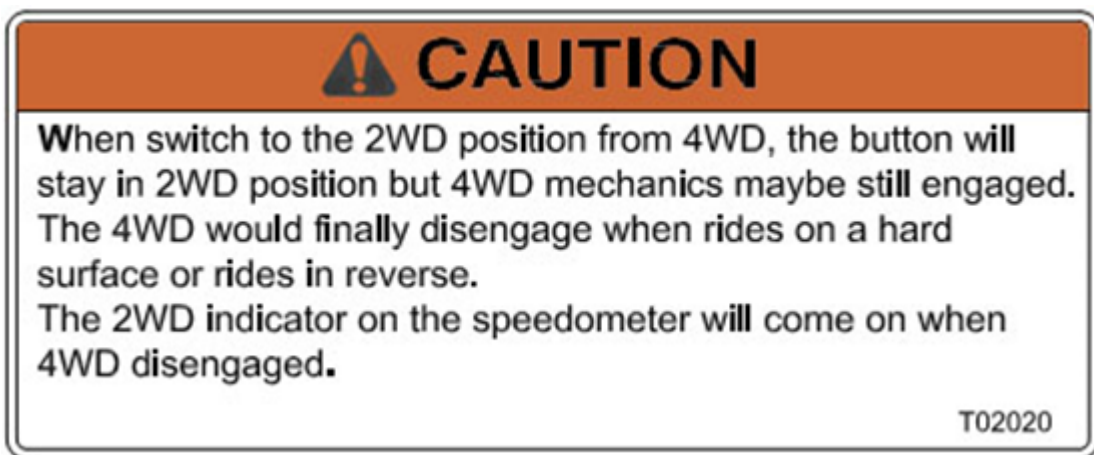 CAUTION
When switch to the 2WD position from 4WD, the button will
stay in 2WD position but 4WD mechanics maybe still engaged.
The 4WD would finally disengage when rides on a hard
surface or rides in reverse.
The 2WD indicator on the speedometer will come on when
4WD disengaged.
T02020